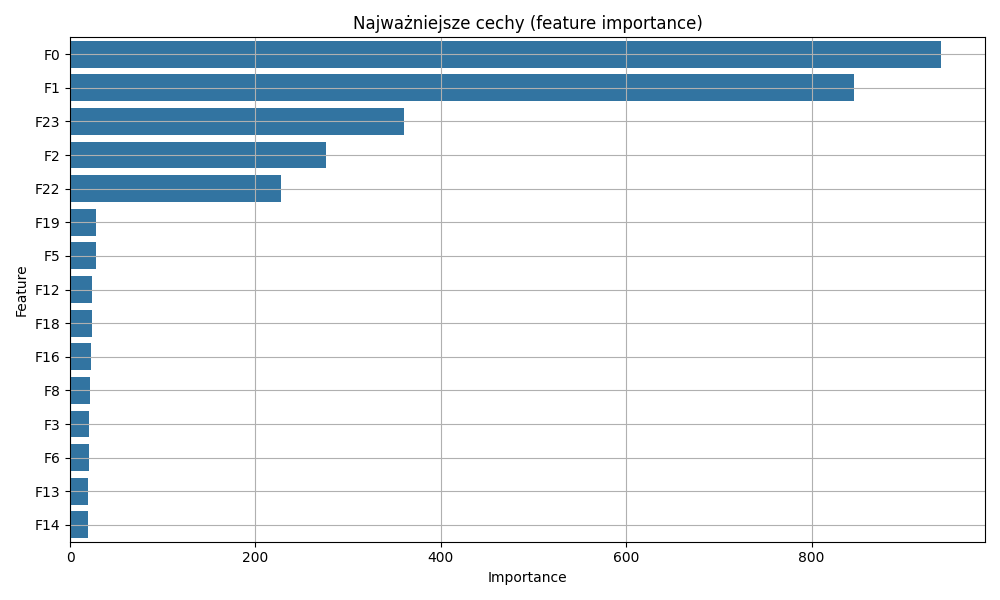 Najważniejsze cechy (feature importance)
F0
F1
F23
F2
F22
F19
F5
F12
F18
F16
F8
F3
F6
F13
F14
Feature
0 200 400 600 800
Importance